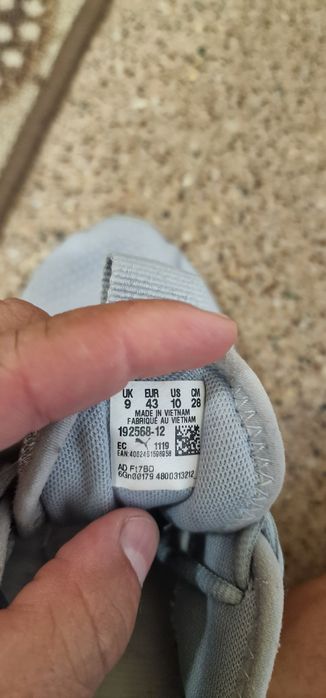 UK EUR US CM
9 43 10 28
MADE IN VIETNAM
FABRIQUÉ AU VIETNAM
192568-12
EC 1119
AD F17BD